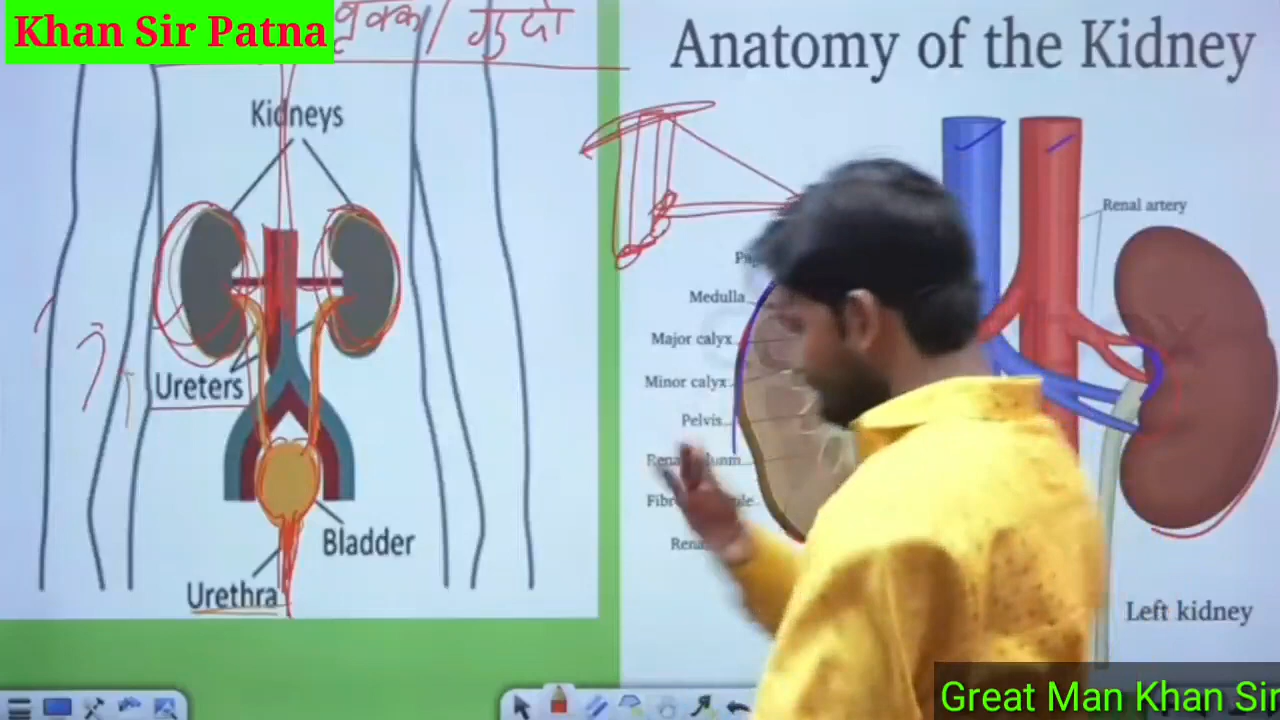 Khan Sir Patna
वृक्क / गुर्दा
Anatomy of the Kidney
Kidneys
Renal artery
Medulla
Major calyx
Minor calyx
Ureters
Pelvis
Bladder
Urethra
Left kidney
Great Man Khan Sir